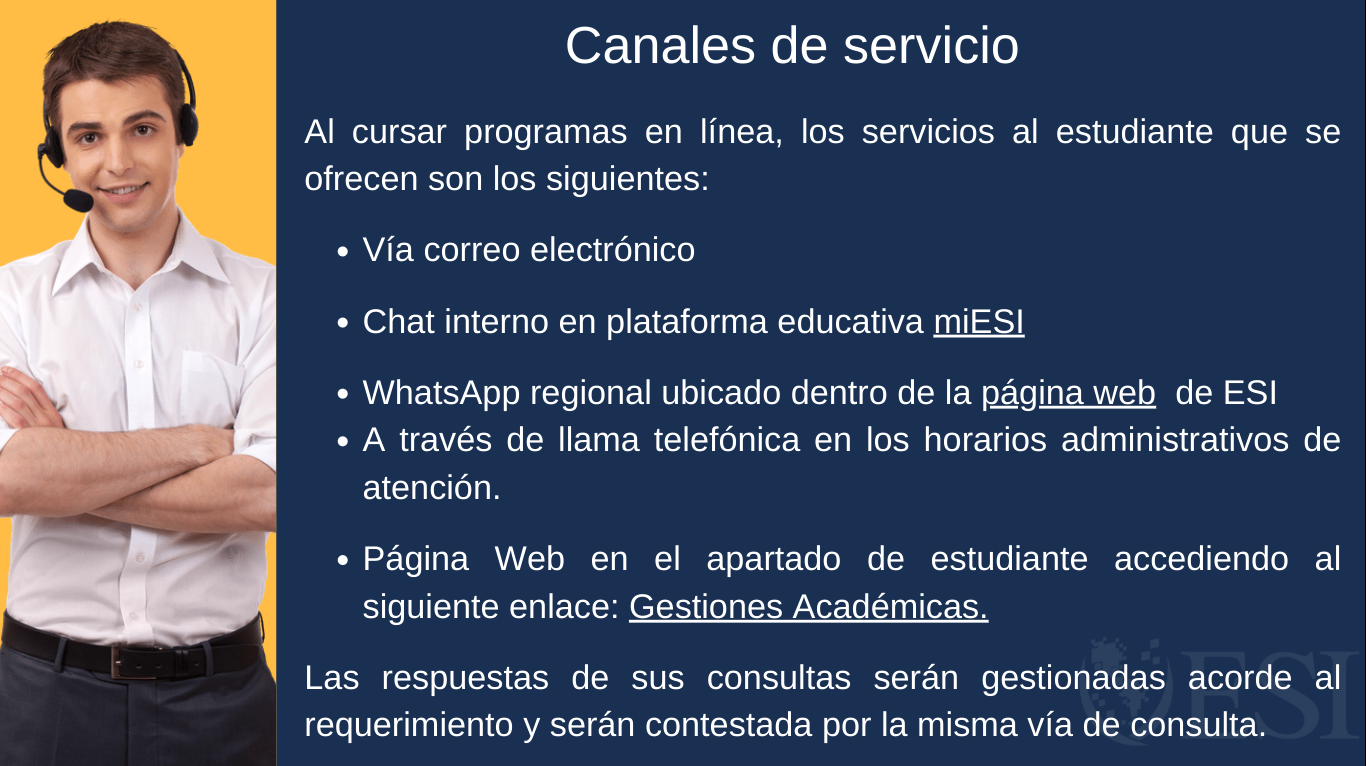 Canales de servicio
Al cursar programas en línea, los servicios al estudiante que se
ofrecen son los siguientes:
• Vía correo electrónico
• Chat interno en plataforma educativa miESI
• WhatsApp regional ubicado dentro de la página web de ESI
• A través de llama telefónica en los horarios administrativos de
atención.
• Página Web en el apartado de estudiante accediendo al
siguiente enlace: Gestiones Académicas.
Las respuestas de sus consultas serán gestionadas acorde al
requerimiento y serán contestada por la misma vía de consulta.
ESI